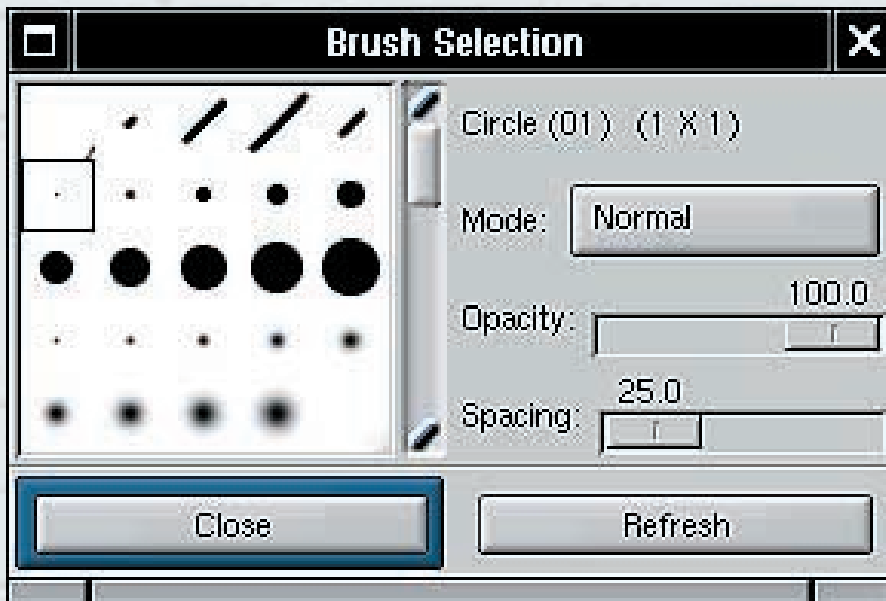 Brush Selection
Circle (01) (1 X 1)
Mode: Normal
100.0
Opacity:
25.0
Spacing:
Close Refresh